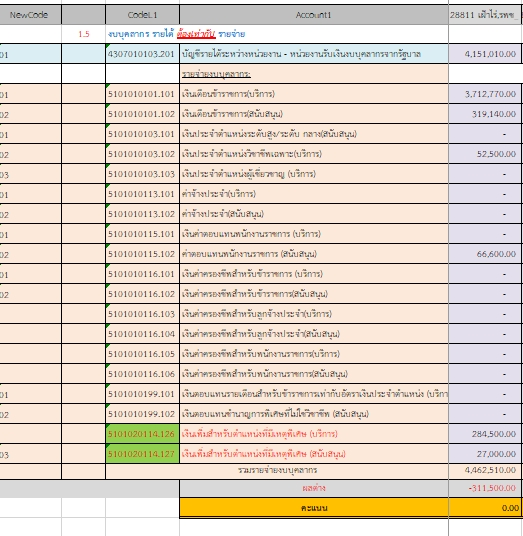 NewCode CodeL1 Account1 28811 เฝ้าไร่,รพช.
1.5 งบบุคลากร รายได้ ต้องเท่ากับ รายจ่าย
01 4307010103.201 บัญชีรายได้ระหว่างหน่วยงาน - หน่วยงานรับเงินงบบุคลากรจากรัฐบาล 4,151,010.00
รายจ่ายงบบุคลากร:
01 5101010101.101 เงินเดือนข้าราชการ(บริการ) 3,712,770.00
02 5101010101.102 เงินเดือนข้าราชการ(สนับสนุน) 319,140.00
01 5101010103.101 เงินประจำตำแหน่งระดับสูง/ระดับ กลาง(สนับสนุน) -
02 5101010103.102 เงินประจำตำแหน่งวิชาชีพเฉพาะ(บริการ) 52,500.00
03 5101010103.103 เงินประจำตำแหน่งผู้เชี่ยวชาญ (บริการ) -
01 5101010113.101 ค่าจ้างประจำ(บริการ) -
02 5101010113.102 ค่าจ้างประจำ(สนับสนุน) -
01 5101010115.101 เงินค่าตอบแทนพนักงานราชการ (บริการ) -
02 5101010115.102 ค่าตอบแทนพนักงานราชการ (สนับสนุน) 66,600.00
01 5101010116.101 เงินค่าครองชีพสำหรับข้าราชการ (บริการ) -
02 5101010116.102 เงินค่าครองชีพสำหรับข้าราชการ(สนับสนุน) -
5101010116.103 เงินค่าครองชีพสำหรับลูกจ้างประจำ(บริการ) -
5101010116.104 เงินค่าครองชีพสำหรับลูกจ้างประจำ(สนับสนุน) -
5101010116.105 เงินค่าครองชีพสำหรับพนักงานราชการ(บริการ) -
5101010116.106 เงินค่าครองชีพสำหรับพนักงานราชการ(สนับสนุน) -
01 5101010199.101 เงินตอบแทนรายเดือนสำหรับข้าราชการเท่ากับอัตราเงินประจำตำแหน่ง (บริกา -
02 5101010199.102 เงินตอบแทนชำนาญการพิเศษที่ไม่ใช่วิชาชีพ (สนับสนุน) -
5101020114.126 เงินเพิ่มสำหรับตำแหน่งที่มีเหตุพิเศษ (บริการ) 284,500.00
03 5101020114.127 เงินเพิ่มสำหรับตำแหน่งที่มีเหตุพิเศษ (สนับสนุน) 27,000.00
รวมรายจ่ายงบบุคลากร 4,462,510.00
ผลต่าง -311,500.00
คะแนน 0.00